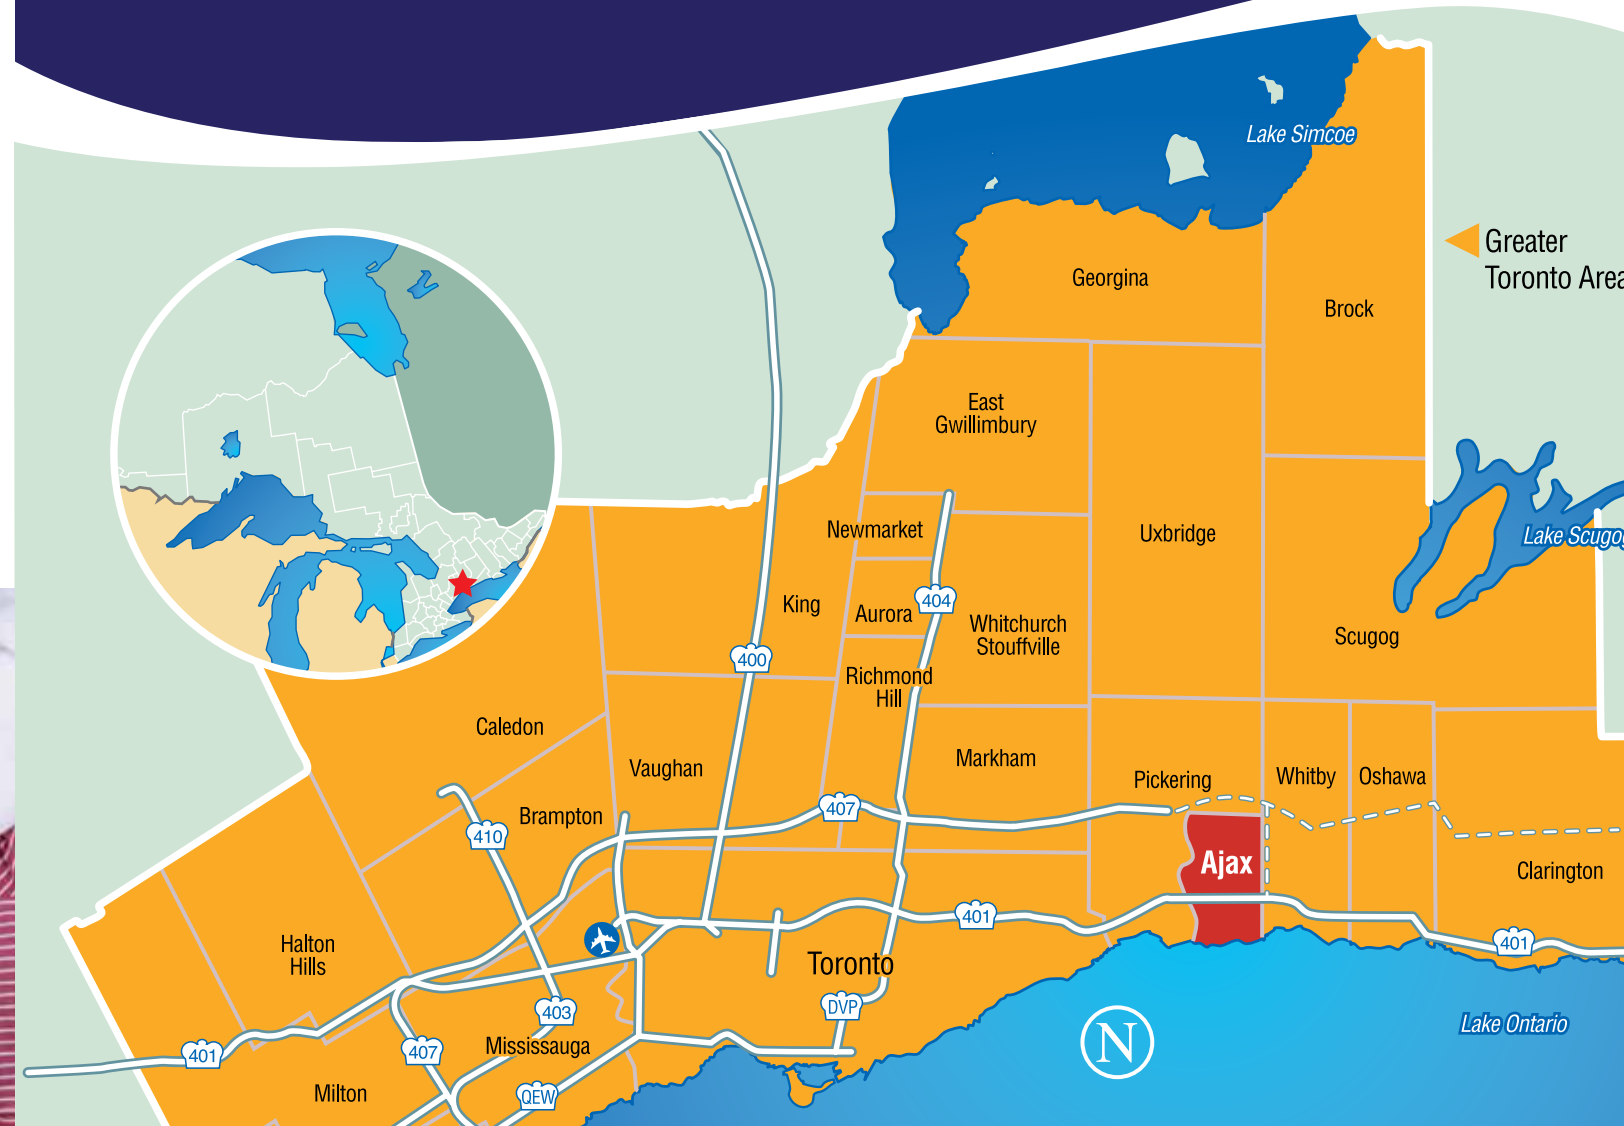 Lake Simcoe
Greater
Toronto Area
Georgina
Brock
East
Gwillimbury
Newmarket
Uxbridge
Lake Scugog
King
Aurora
404
Whitchurch
Stouffville
Scugog
400
Richmond
Hill
Caledon
Vaughan
Markham
Pickering
Whitby
Oshawa
Brampton
407
410
Ajax
Clarington
401
401
Halton
Hills
Toronto
DVP
403
Lake Ontario
N
Mississauga
407
401
Milton
QEW